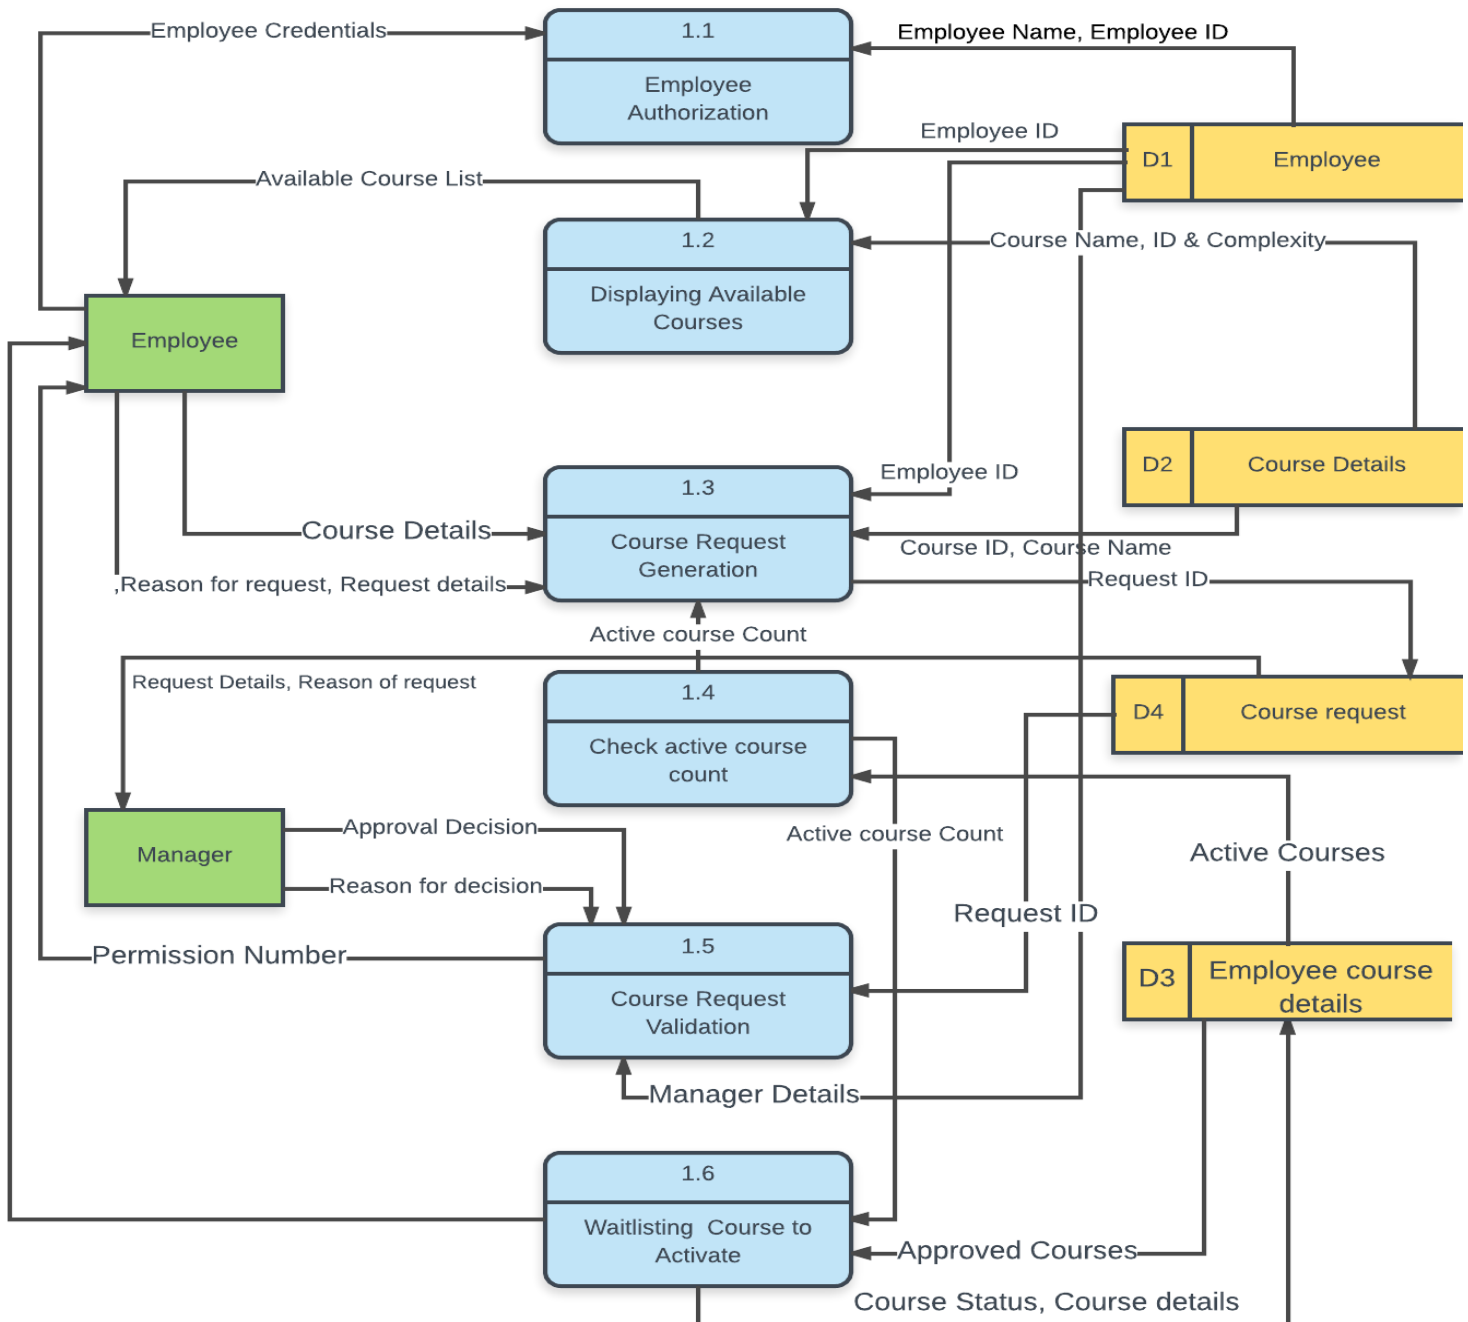 Employee Credentials
1.1
Employee Name, Employee ID
Employee
Authorization
Employee ID
D1
Employee
Available Course List
1.2
Course Name, ID & Complexity
Displaying Available
Courses
Employee
D2
Course Details
Employee ID
1.3
Course Details
Course Request
Generation
Course ID, Course Name
,Reason for request, Request details
Request ID
Active course Count
Request Details, Reason of request
1.4
D4
Course request
Check active course
count
Approval Decision
Active course Count
Manager
Active Courses
Reason for decision
Request ID
1.5
Permission Number
D3
Employee course
details
Course Request
Validation
Manager Details
1.6
Waitlisting  Course to
Activate
Approved Courses
Course Status, Course details